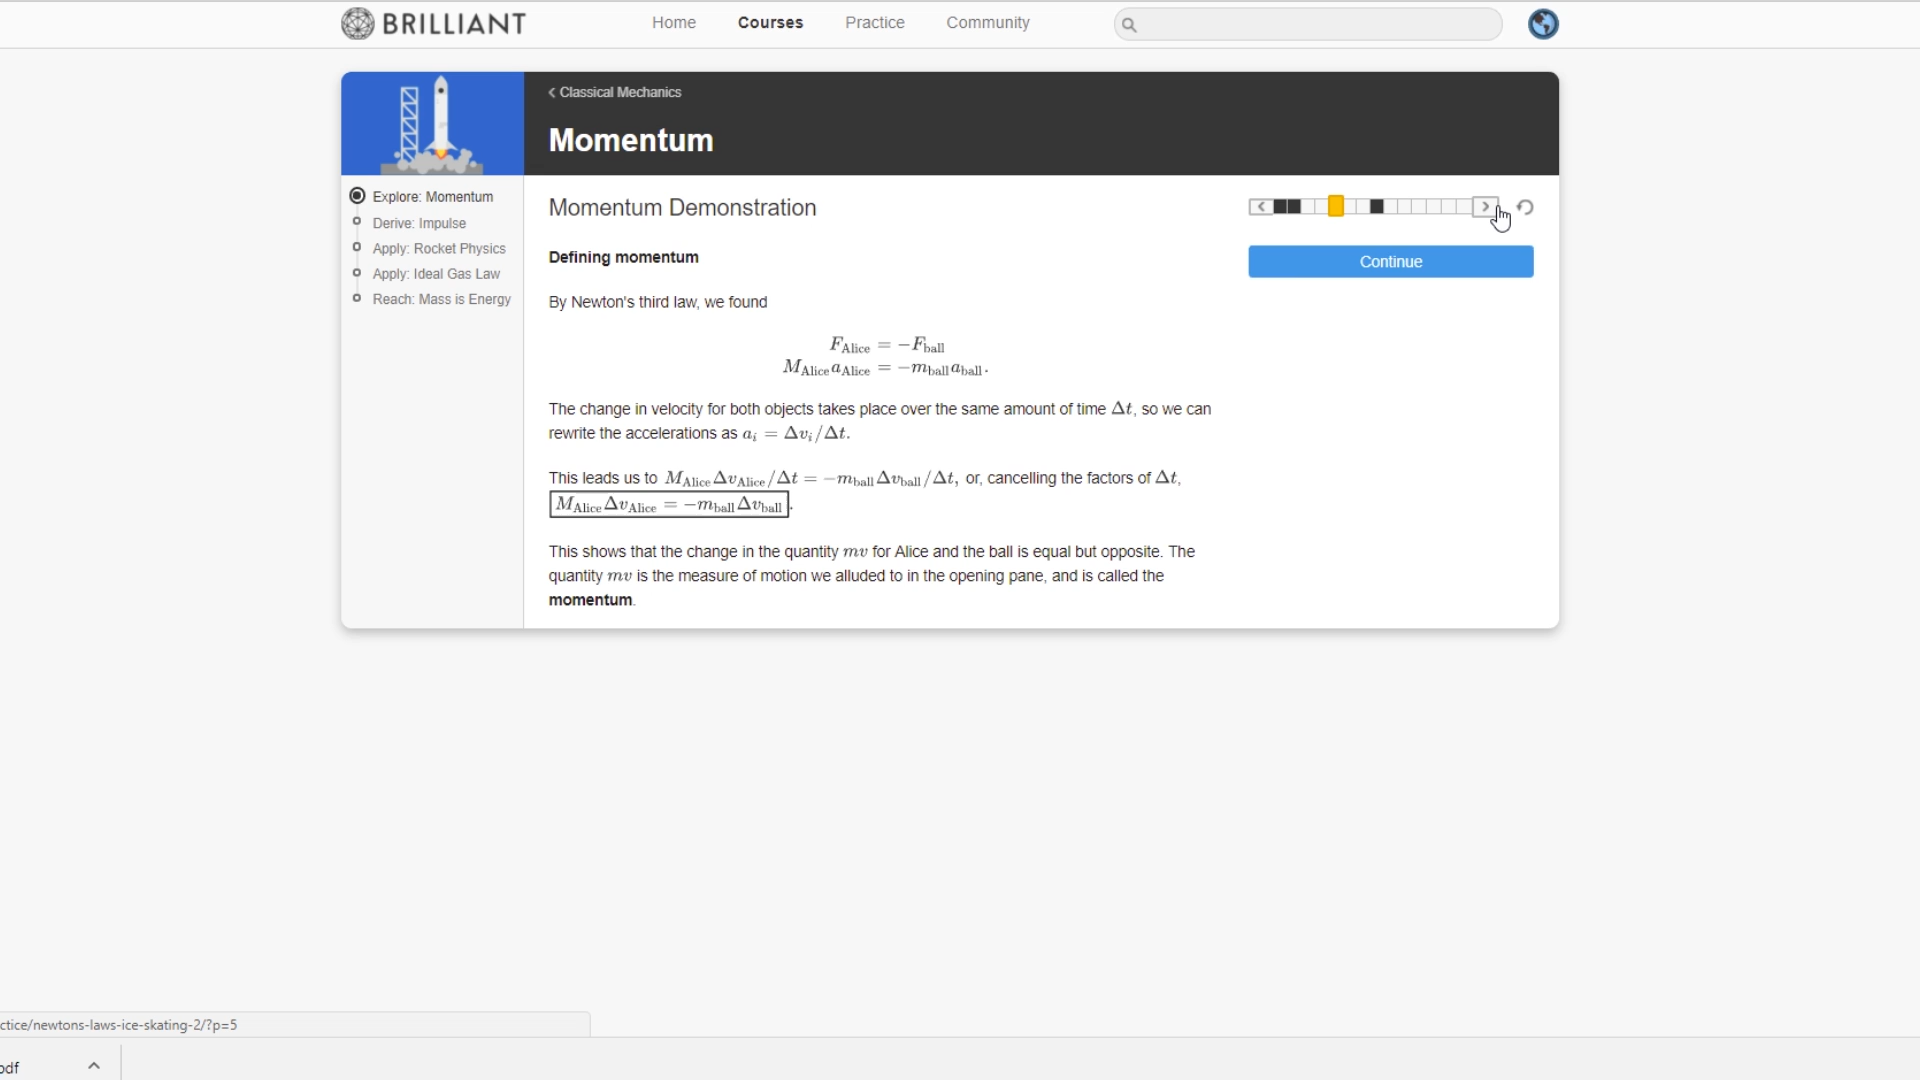 BRILLIANT
Home Courses Practice Community
< Classical Mechanics
Momentum
Explore: Momentum
Derive: Impulse
Apply: Rocket Physics
Apply: Ideal Gas Law
Reach: Mass is Energy
Momentum Demonstration
Continue
Defining momentum
By Newton's third law, we found
F_Alice = −F_ball
M_Alice a_Alice = −m_ball a_ball.
The change in velocity for both objects takes place over the same amount of time Δt, so we can
rewrite the accelerations as a_i = Δv_i/Δt.
This leads us to M_Alice Δv_Alice/Δt = −m_ball Δv_ball/Δt, or, cancelling the factors of Δt,
M_Alice Δv_Alice = −m_ball Δv_ball.
This shows that the change in the quantity mv for Alice and the ball is equal but opposite. The
quantity mv is the measure of motion we alluded to in the opening pane, and is called the
momentum.
ctice/newtons-laws-ice-skating-2/?p=5
pdf